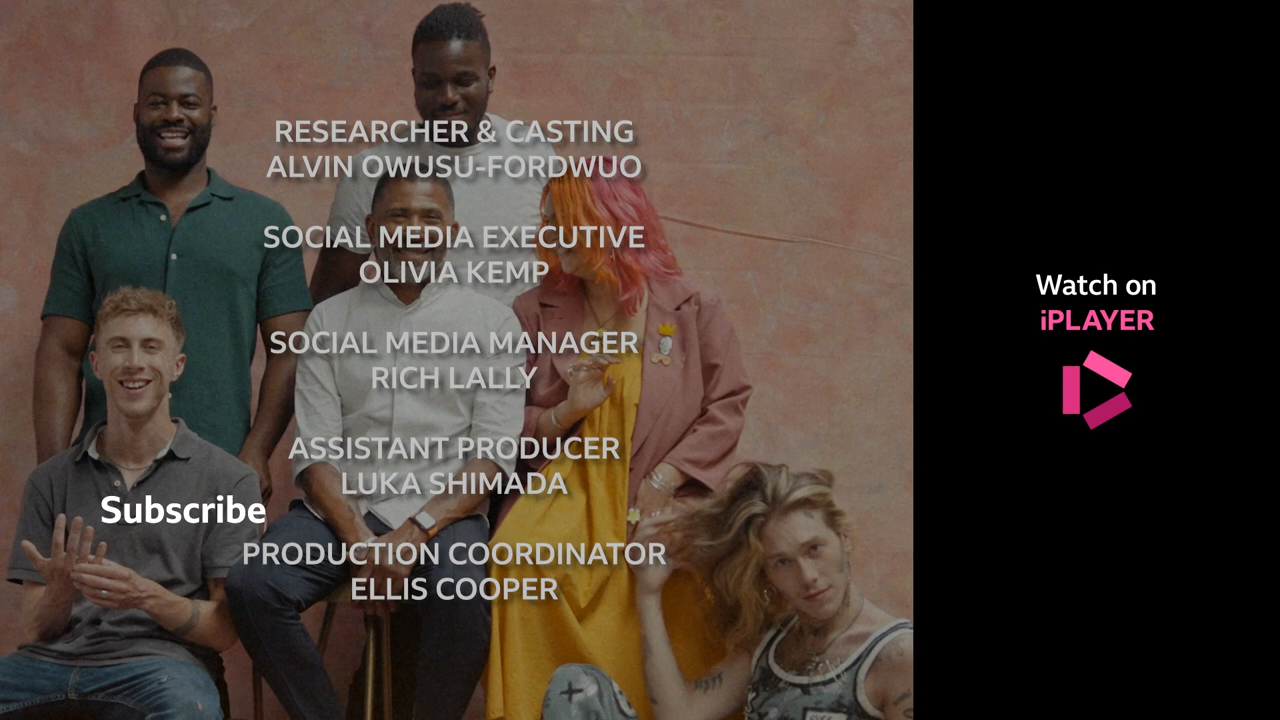 RESEARCHER & CASTING
ALVIN OWUSU-FORDWUO
SOCIAL MEDIA EXECUTIVE
OLIVIA KEMP
SOCIAL MEDIA MANAGER
RICH LALLY
ASSISTANT PRODUCER
LUKA SHIMADA
Subscribe
PRODUCTION COORDINATOR
ELLIS COOPER
Watch on
iPLAYER